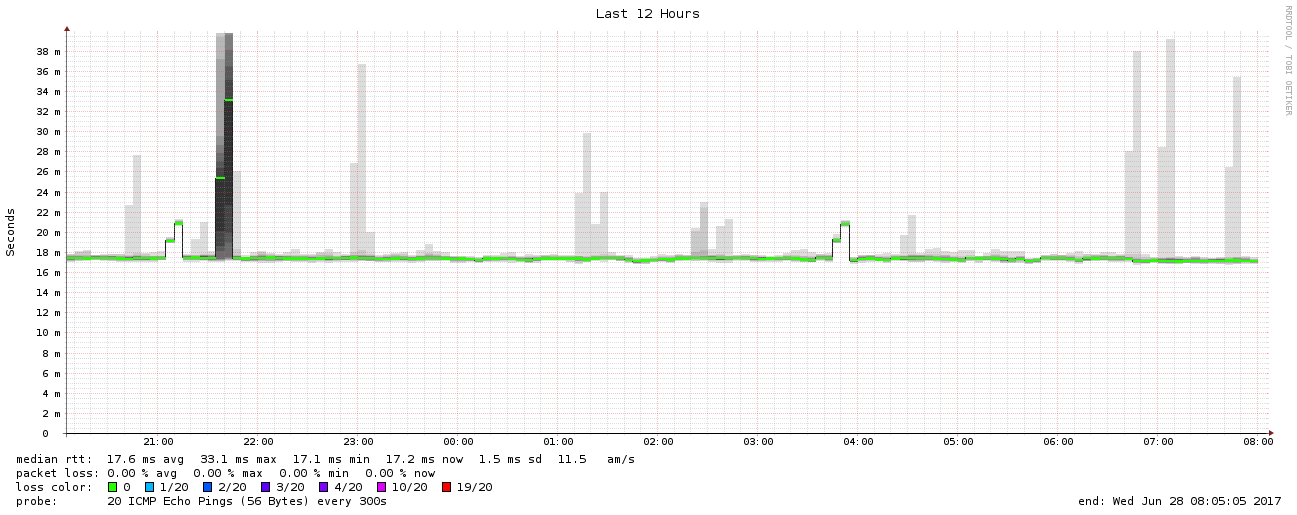 Last 12 Hours
RRDTOOL / TOBI OETIKER
Seconds
38 m
36 m
34 m
32 m
30 m
28 m
26 m
24 m
22 m
20 m
18 m
16 m
14 m
12 m
10 m
8 m
6 m
4 m
2 m
0
21:00 22:00 23:00 00:00 01:00 02:00 03:00 04:00 05:00 06:00 07:00 08:00
median rtt: 17.6 ms avg 33.1 ms max 17.1 ms min 17.2 ms now 1.5 ms sd 11.5 am/s
packet loss: 0.00 % avg 0.00 % max 0.00 % min 0.00 % now
loss color: 0 1/20 2/20 3/20 4/20 10/20 19/20
probe: 20 ICMP Echo Pings (56 Bytes) every 300s end: Wed Jun 28 08:05:05 2017